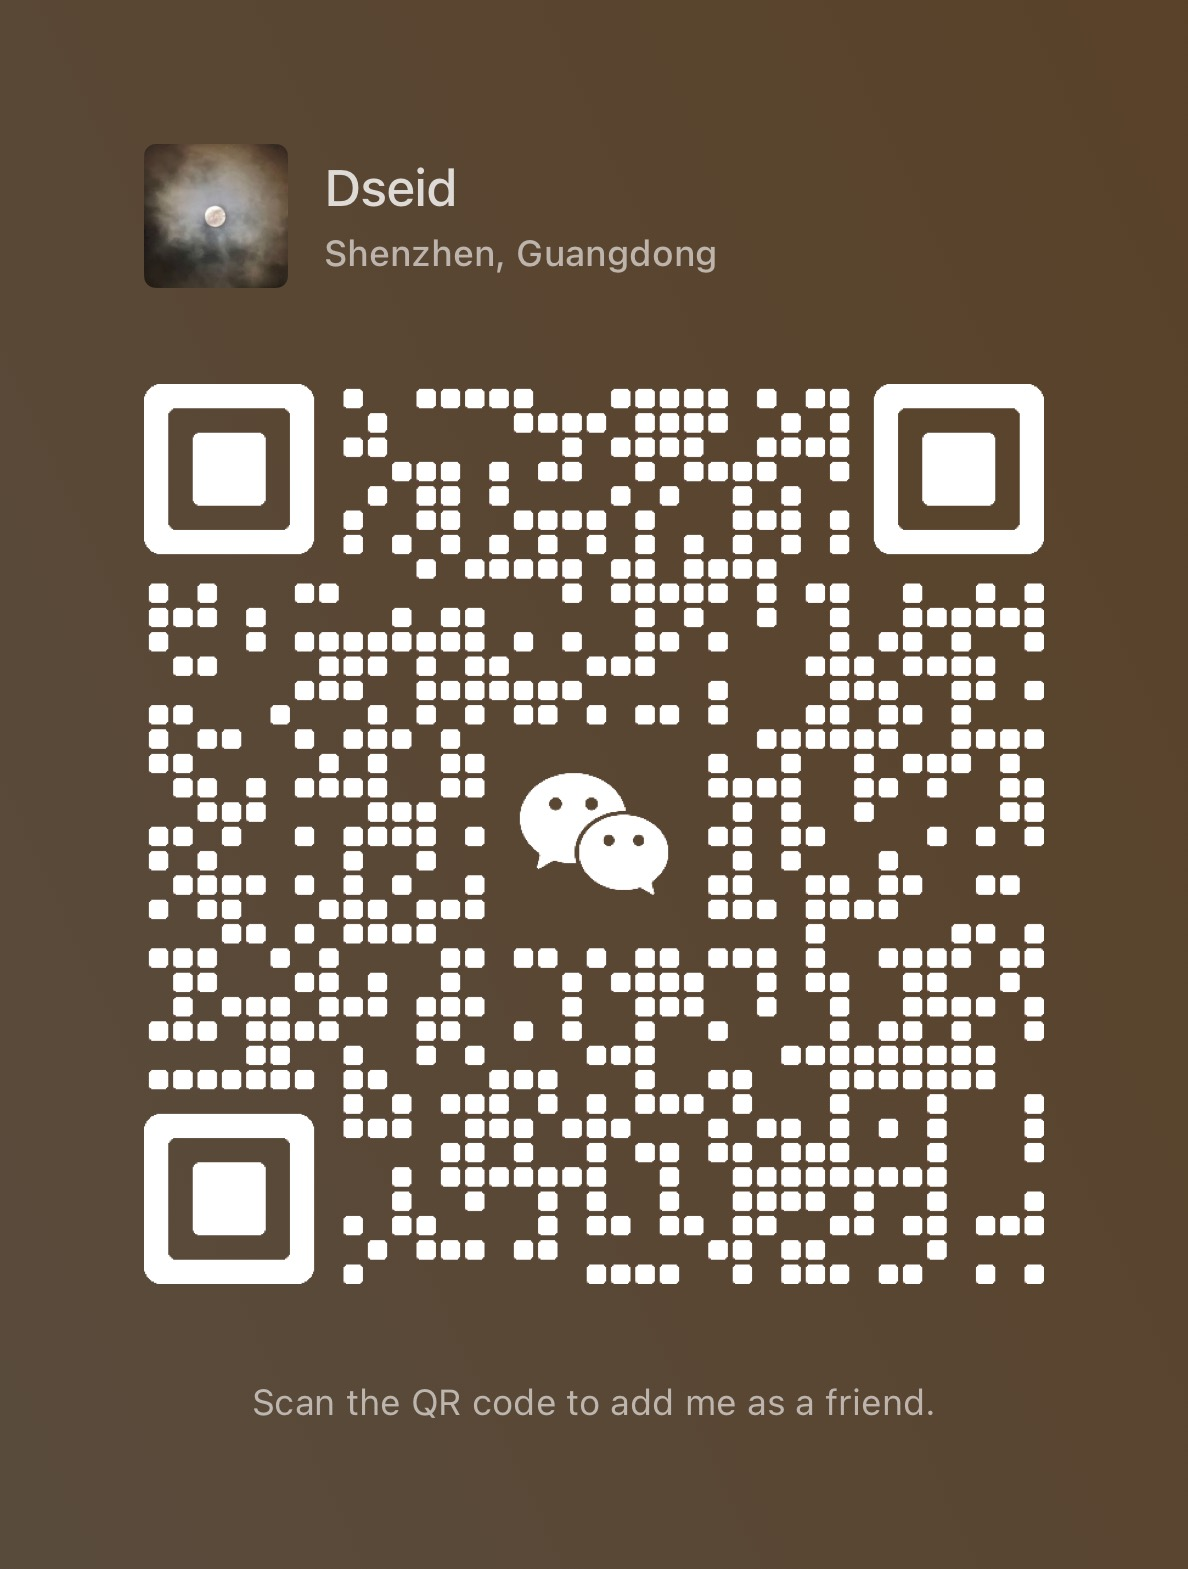 Dseid
Shenzhen, Guangdong
Scan the QR code to add me as a friend.